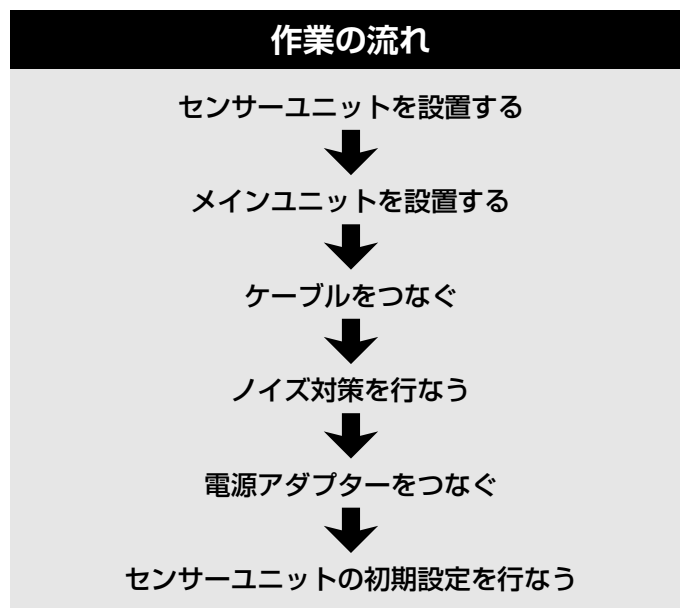 作業の流れ
センサーユニットを設置する
メインユニットを設置する
ケーブルをつなぐ
ノイズ対策を行なう
電源アダプターをつなぐ
センサーユニットの初期設定を行なう